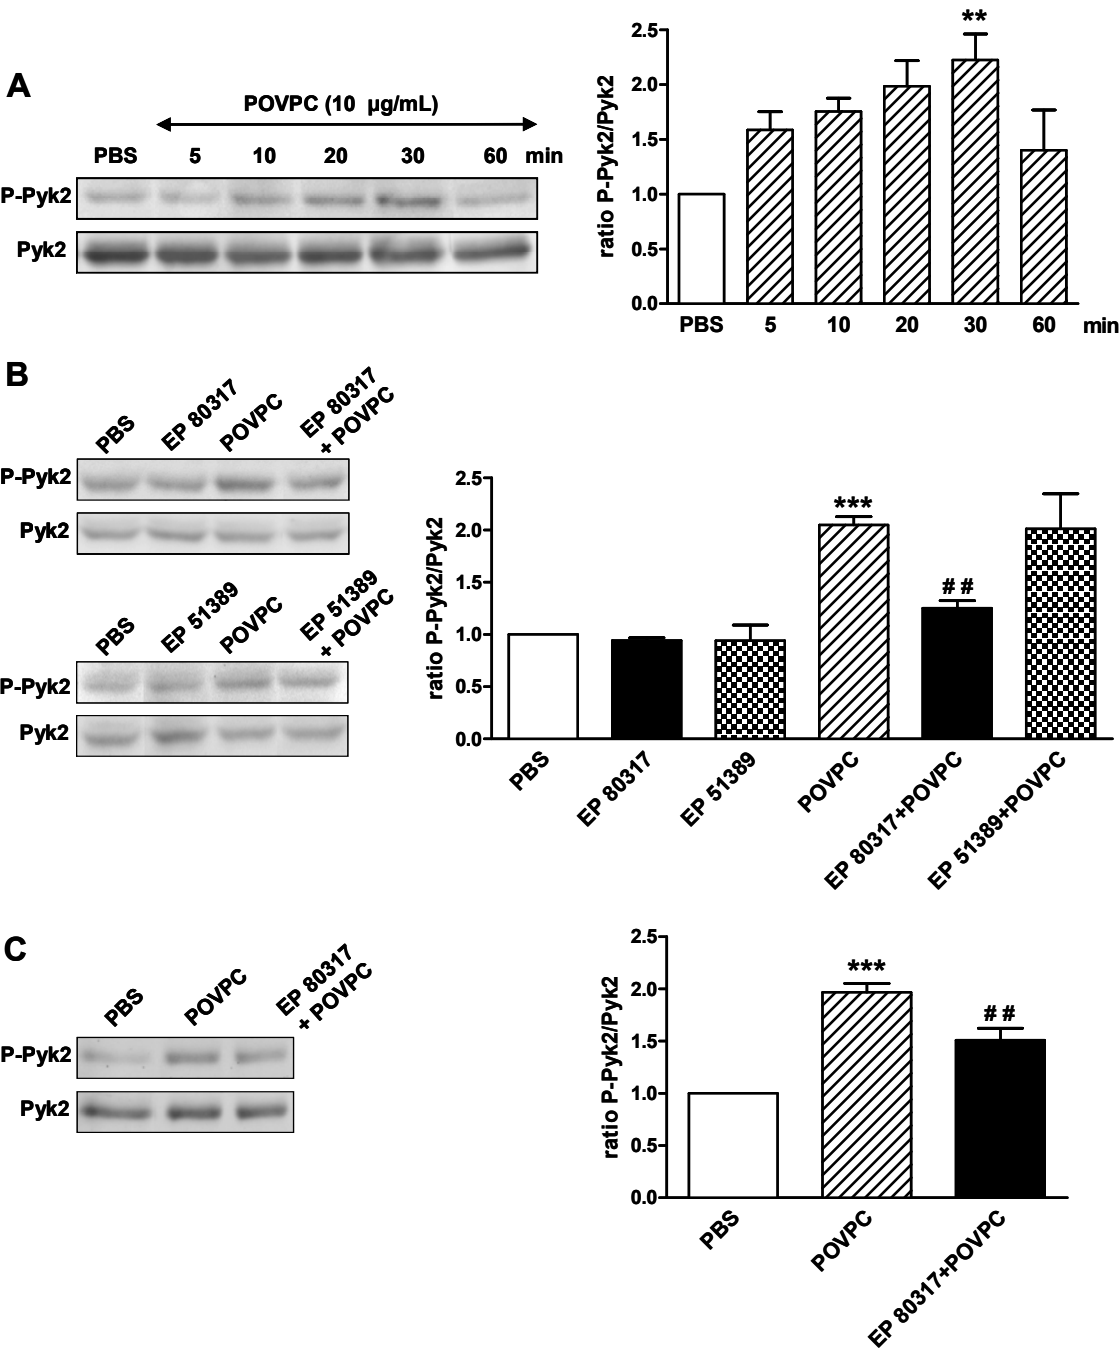 A
POVPC (10 µg/mL)
PBS 5 10 20 30 60 min
P-Pyk2
Pyk2
ratio P-Pyk2/Pyk2
2.5
2.0
1.5
1.0
0.5
0.0
**
PBS 5 10 20 30 60 min
B
PBS
EP 80317
POVPC
EP 80317
+ POVPC
P-Pyk2
Pyk2
PBS
EP 51389
POVPC
EP 51389
+ POVPC
P-Pyk2
Pyk2
ratio P-Pyk2/Pyk2
2.5
2.0
1.5
1.0
0.5
0.0
***
##
PBS
EP 80317
EP 51389
POVPC
EP 80317+POVPC
EP 51389+POVPC
C
PBS
POVPC
EP 80317
+ POVPC
P-Pyk2
Pyk2
ratio P-Pyk2/Pyk2
2.5
2.0
1.5
1.0
0.5
0.0
***
##
PBS
POVPC
EP 80317+POVPC